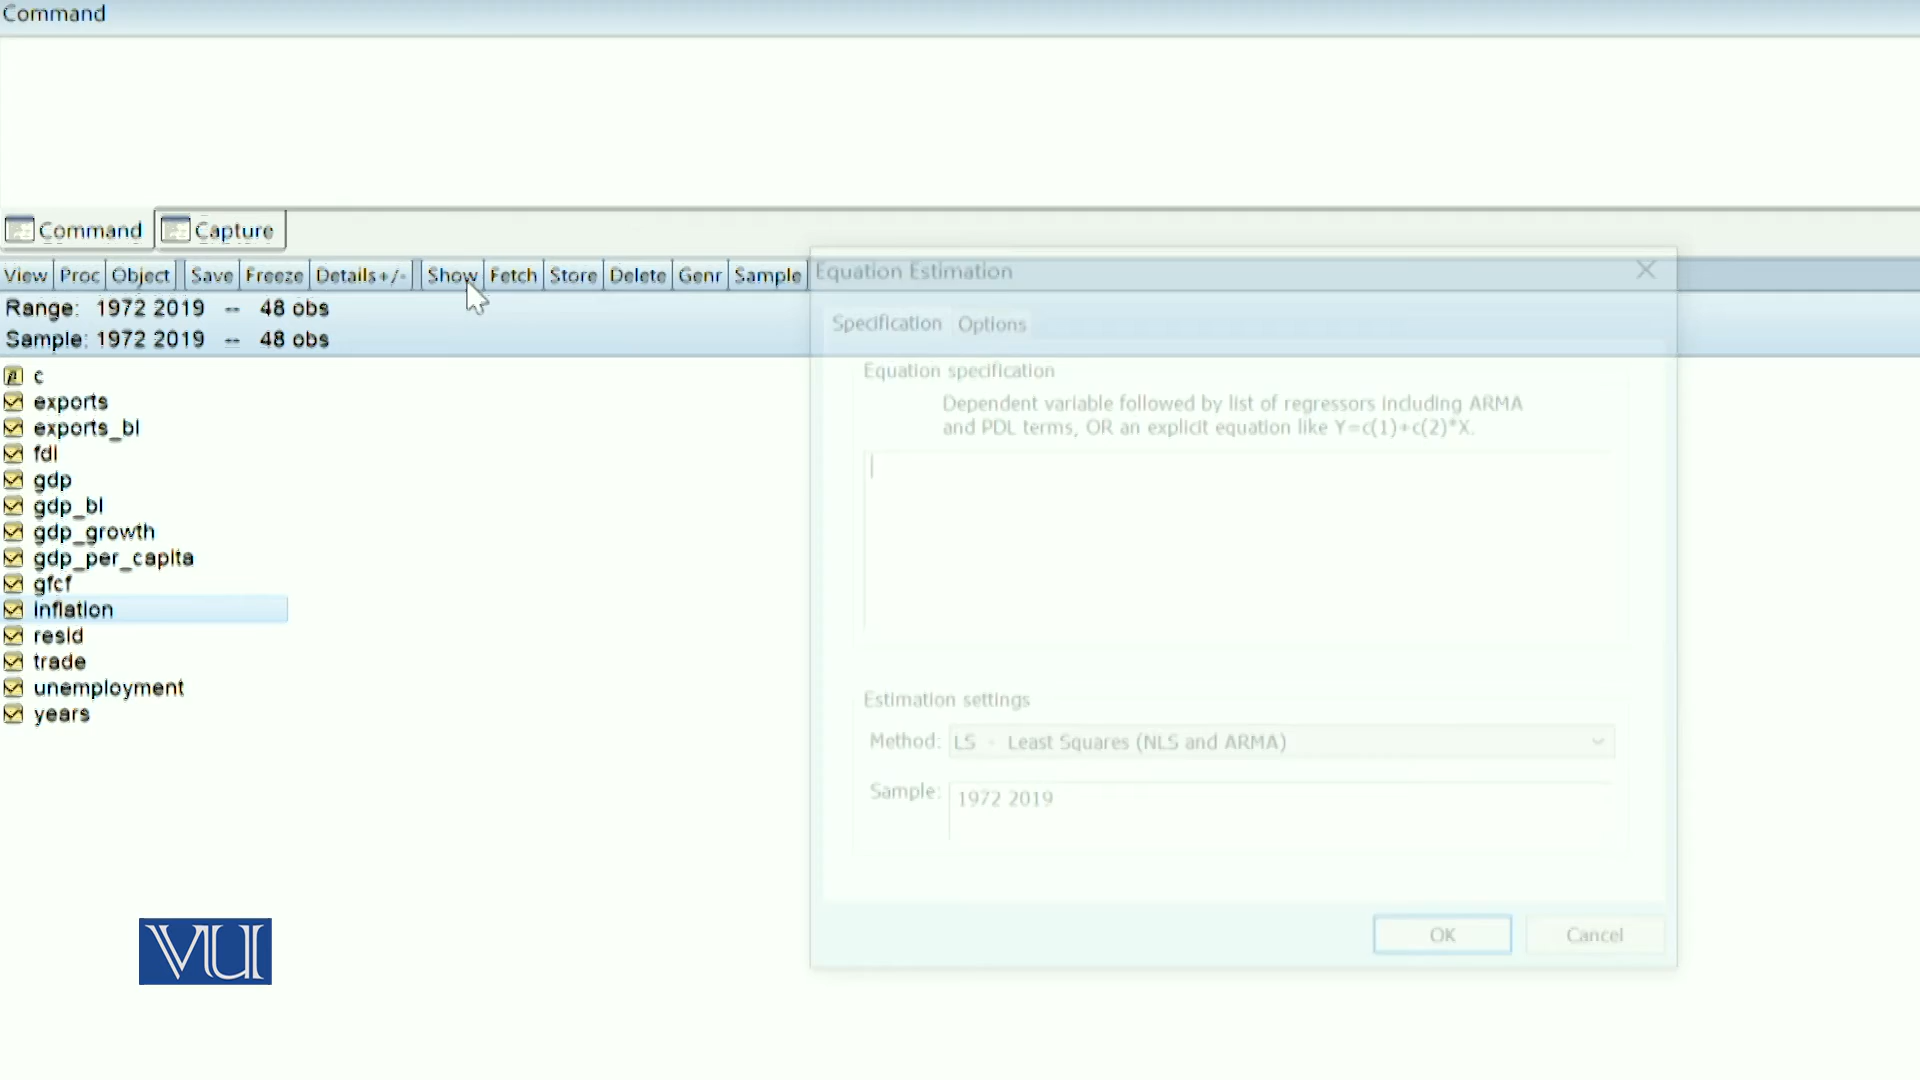 Command
Command Capture
View Proc Object Save Freeze Details+/- Show Fetch Store Delete Genr Sample
Range: 1972 2019 -- 48 obs
Sample: 1972 2019 -- 48 obs
c
exports
exports_bl
fdi
gdp
gdp_bl
gdp_growth
gdp_per_capita
gfcf
inflation
resid
trade
unemployment
years
Equation Estimation
Specification Options
Equation specification
Dependent variable followed by list of regressors including ARMA
and PDL terms, OR an explicit equation like Y=c(1)+c(2)*X.
Estimation settings
Method: LS - Least Squares (NLS and ARMA)
Sample: 1972 2019
OK Cancel
VU